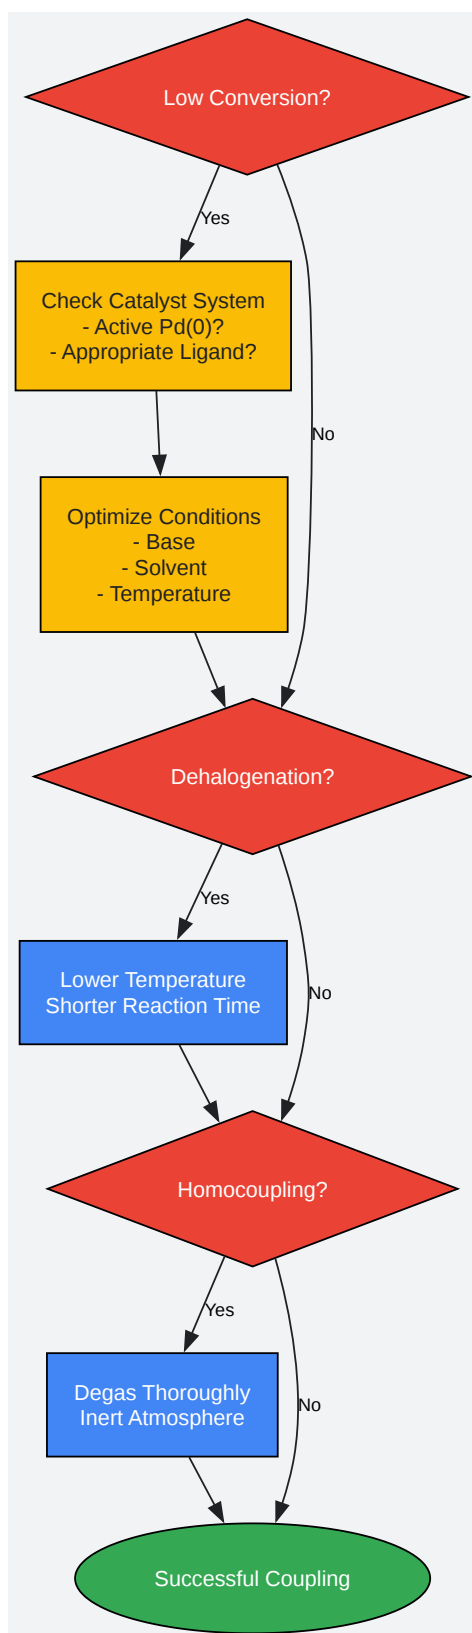 Low Conversion?
Yes
Check Catalyst System
- Active Pd(0)?
- Appropriate Ligand?
No
Optimize Conditions
- Base
- Solvent
- Temperature
Dehalogenation?
Yes
Lower Temperature
Shorter Reaction Time
No
Homocoupling?
Yes
Degas Thoroughly
Inert Atmosphere
No
Successful Coupling